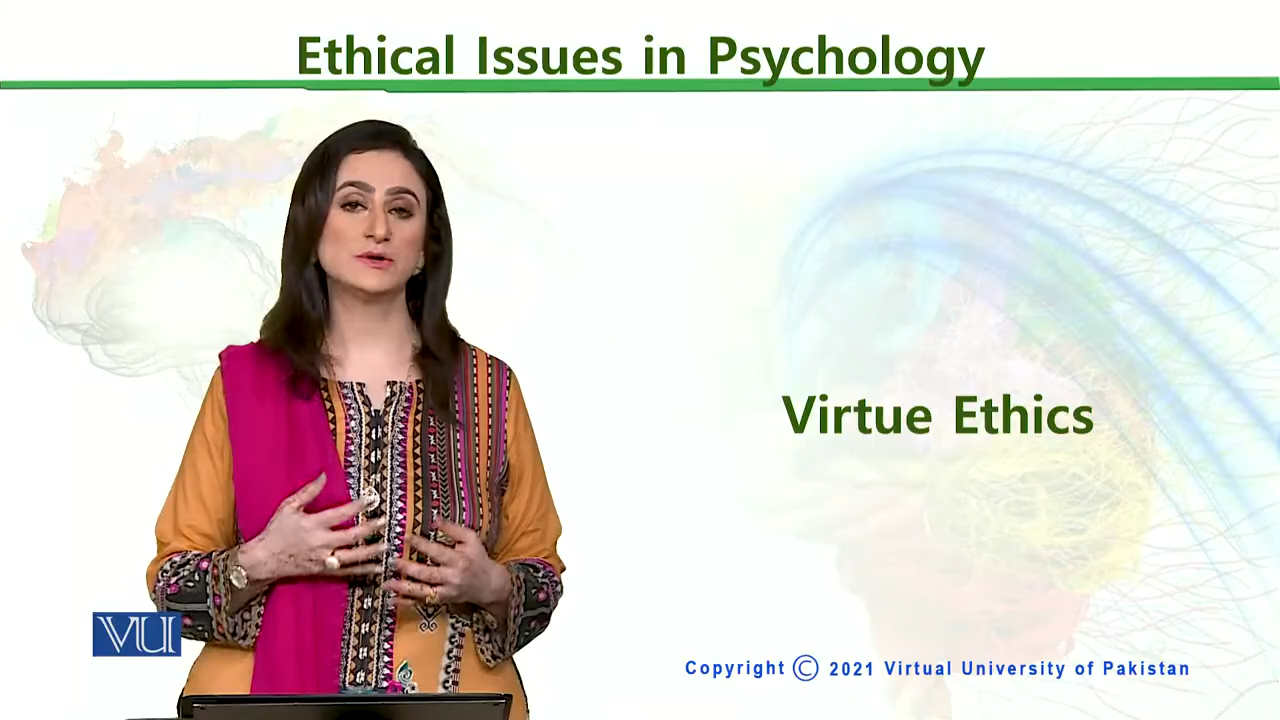 Ethical Issues in Psychology
Virtue Ethics
VU
Copyright © 2021 Virtual University of Pakistan